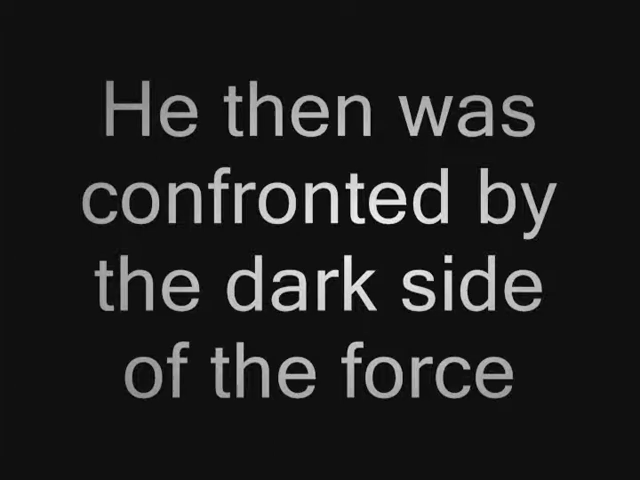 He then was
confronted by
the dark side
of the force